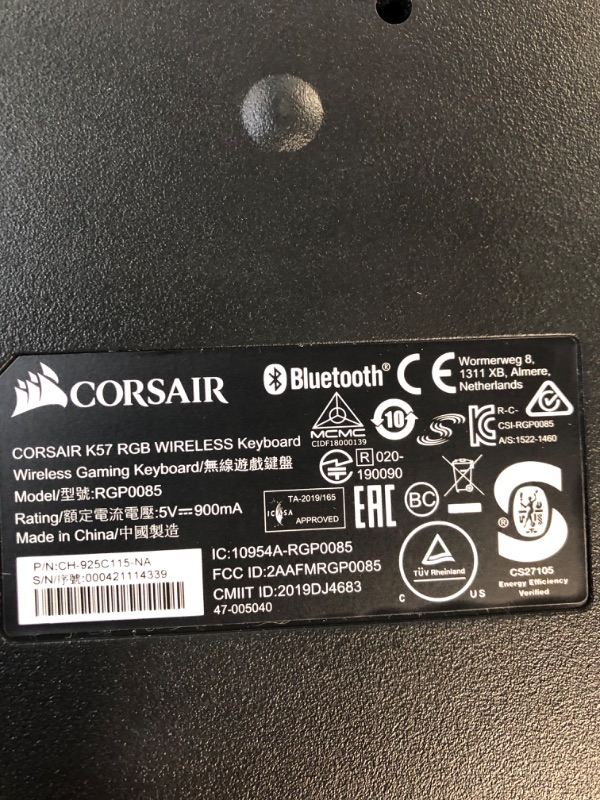 CORSAIR
Bluetooth®
CE
Wormerweg 8,
1311 XB, Almere,
Netherlands
CORSAIR K57 RGB WIRELESS Keyboard
Wireless Gaming Keyboard/無線遊戲鍵盤
Model/型號:RGP0085
Rating/額定電流電壓:5V⎓900mA
Made in China/中國製造
MCMC
CIDF18000139
10
R-C-
CSI-RGP0085
A/S:1522-1460
R 020-
190090
ICASA
TA-2019/165
APPROVED
EAC
BC
P/N:CH-925C115-NA
S/N/序號:000421114339
IC:10954A-RGP0085
FCC ID:2AAFMRGP0085
CMIIT ID:2019DJ4683
47-005040
TÜV Rheinland
C US
S
CS27105
Energy Efficiency
Verified